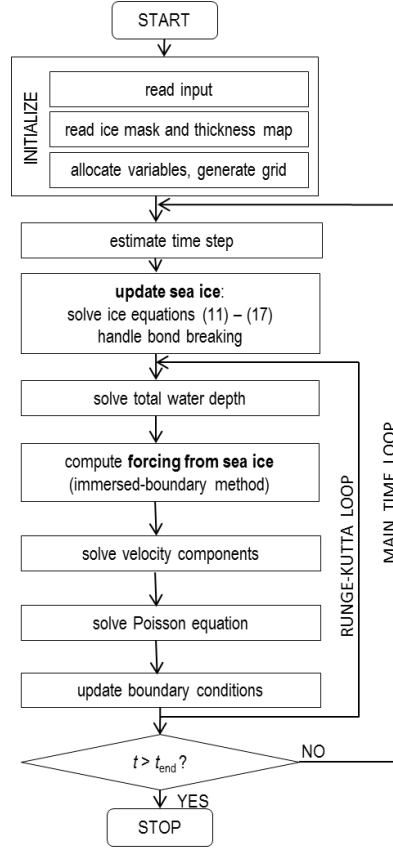 START
INITIALIZE
read input
read ice mask and thickness map
allocate variables, generate grid
estimate time step
update sea ice:
solve ice equations (11) – (17)
handle bond breaking
solve total water depth
compute forcing from sea ice
(immersed-boundary method)
solve velocity components
solve Poisson equation
update boundary conditions
RUNGE-KUTTA LOOP
MAIN TIME LOOP
t > tend ?
NO
YES
STOP